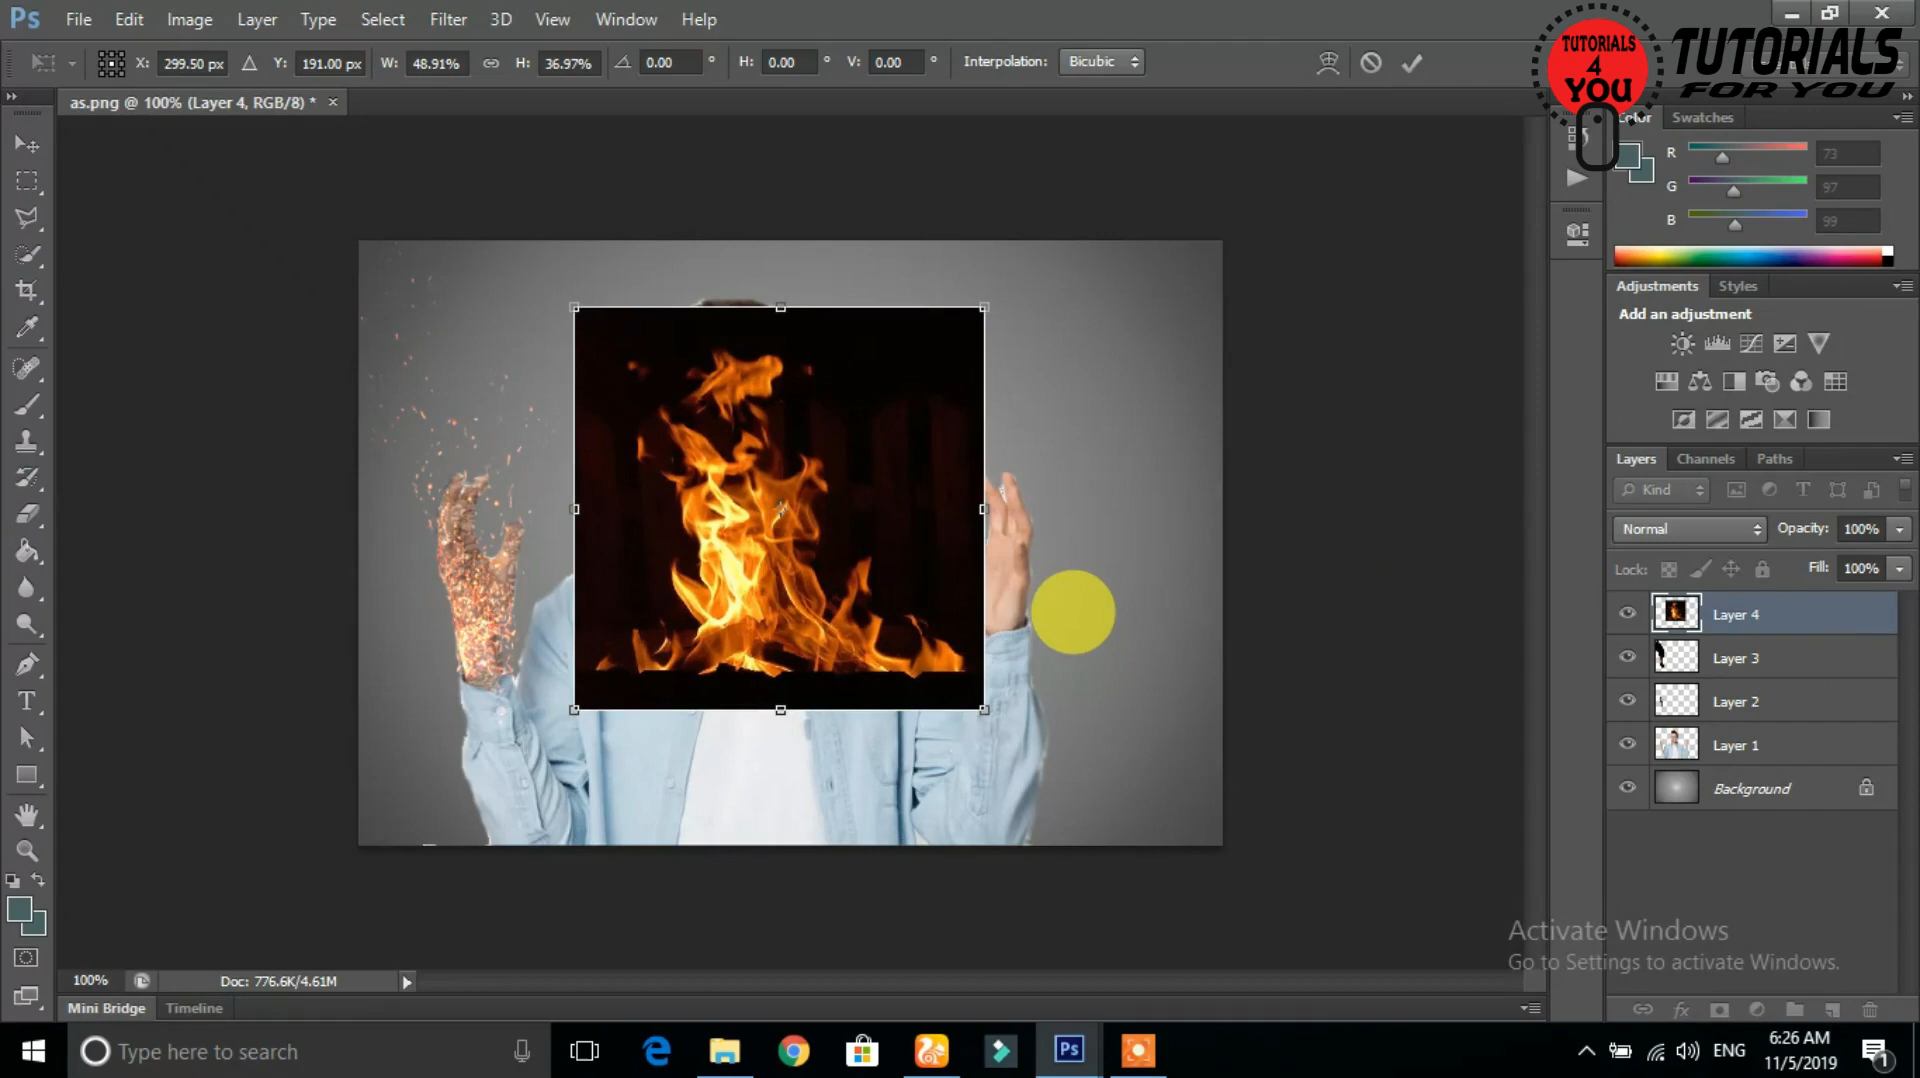 Ps File Edit Image Layer Type Select Filter 3D View Window Help
X: 299.50 px Y: 191.00 px W: 48.91% H: 36.97% 0.00 ° H: 0.00 ° V: 0.00 ° Interpolation: Bicubic
TUTORIALS
4
YOU
TUTORIALS
FOR YOU
as.png @ 100% (Layer 4, RGB/8) * ×
Color Swatches
R 73
G 97
B 99
Adjustments Styles
Add an adjustment
Layers Channels Paths
Kind
Normal Opacity: 100%
Lock: Fill: 100%
Layer 4
Layer 3
Layer 2
Layer 1
Background
Activate Windows
Go to Settings to activate Windows.
100% Doc: 776.6K/4.61M
Mini Bridge Timeline
Type here to search
Ps
ENG
6:26 AM
11/5/2019
1